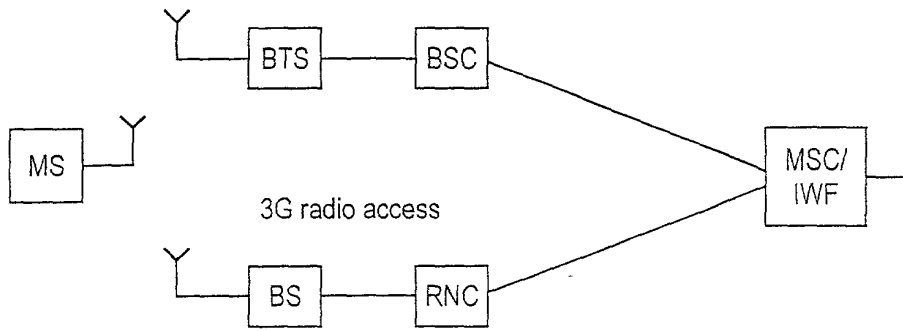 BTS
BSC
MS
MSC/
IWF
3G radio access
BS
RNC